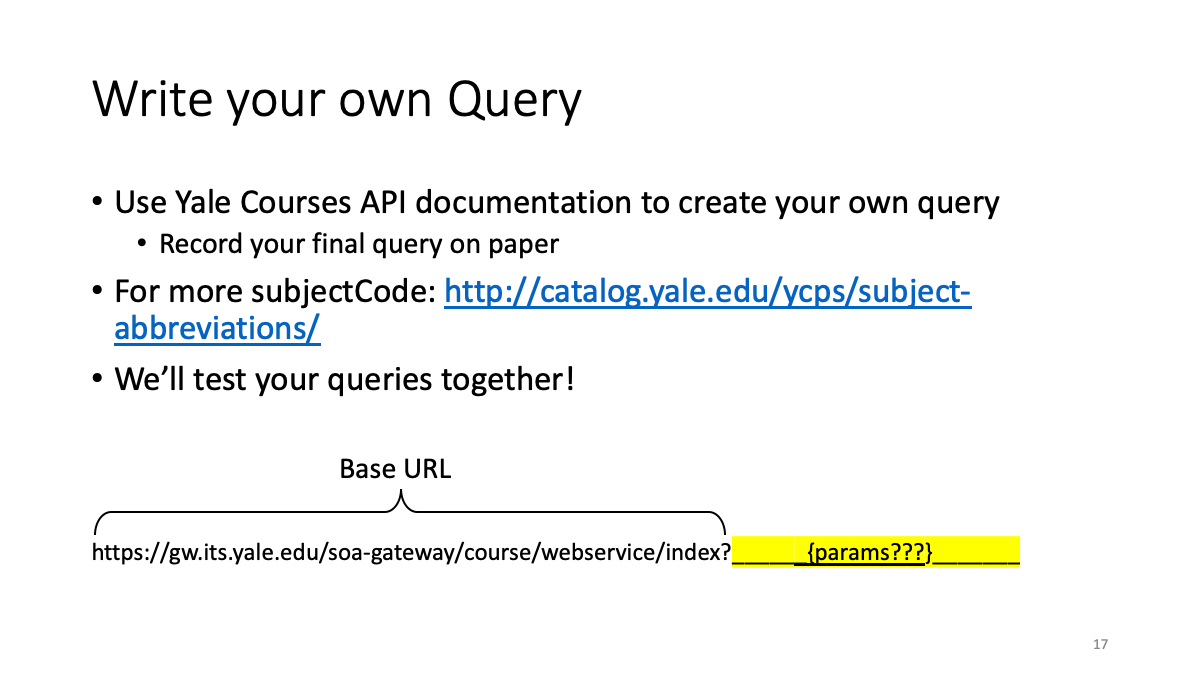 Write your own Query
• Use Yale Courses API documentation to create your own query
• Record your final query on paper
• For more subjectCode: http://catalog.yale.edu/ycps/subject-
abbreviations/
• We’ll test your queries together!
Base URL
https://gw.its.yale.edu/soa-gateway/course/webservice/index?______{params???}_______
17